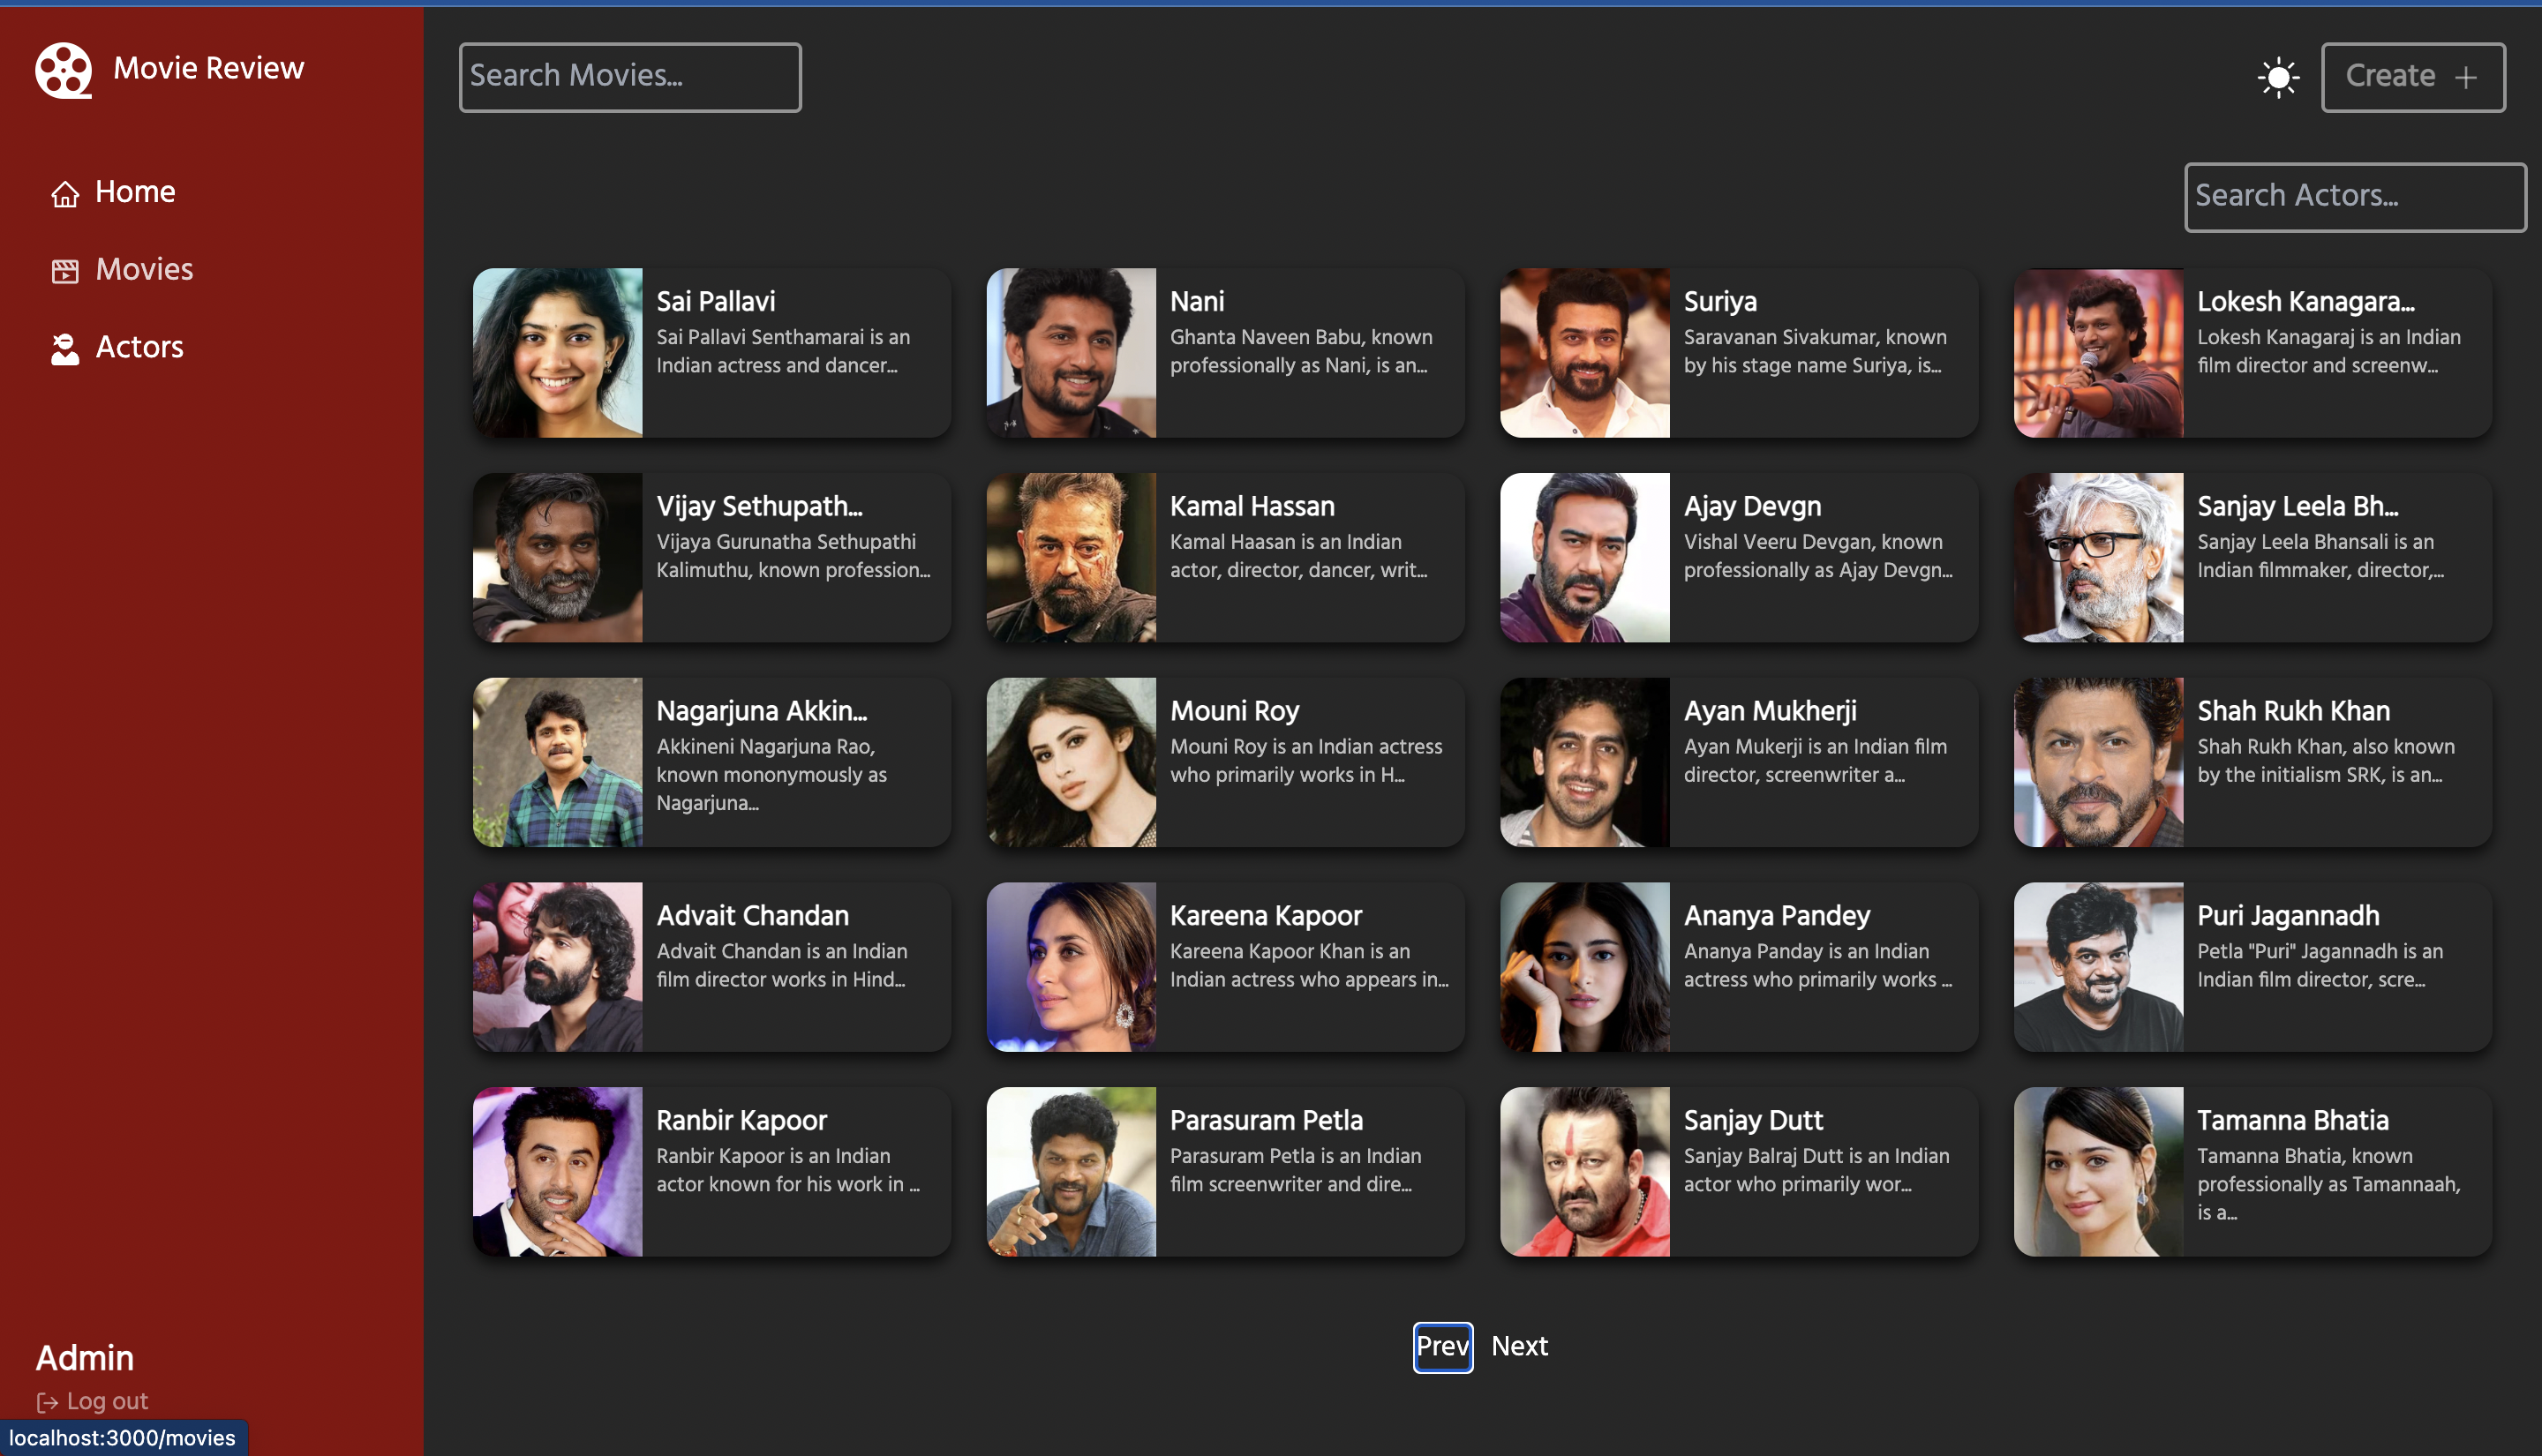 Movie Review
Search Movies...
Create +
Home
Movies
Actors
Search Actors...
Sai Pallavi
Sai Pallavi Senthamarai is an
Indian actress and dancer...
Nani
Ghanta Naveen Babu, known
professionally as Nani, is an...
Suriya
Saravanan Sivakumar, known
by his stage name Suriya, is...
Lokesh Kanagara...
Lokesh Kanagaraj is an Indian
film director and screenw...
Vijay Sethupath...
Vijaya Gurunatha Sethupathi
Kalimuthu, known profession...
Kamal Hassan
Kamal Haasan is an Indian
actor, director, dancer, writ...
Ajay Devgn
Vishal Veeru Devgan, known
professionally as Ajay Devgn...
Sanjay Leela Bh...
Sanjay Leela Bhansali is an
Indian filmmaker, director,...
Nagarjuna Akkin...
Akkineni Nagarjuna Rao,
known mononymously as
Nagarjuna...
Mouni Roy
Mouni Roy is an Indian actress
who primarily works in H...
Ayan Mukherji
Ayan Mukerji is an Indian film
director, screenwriter a...
Shah Rukh Khan
Shah Rukh Khan, also known
by the initialism SRK, is an...
Advait Chandan
Advait Chandan is an Indian
film director works in Hind...
Kareena Kapoor
Kareena Kapoor Khan is an
Indian actress who appears in...
Ananya Pandey
Ananya Panday is an Indian
actress who primarily works ...
Puri Jagannadh
Petla "Puri" Jagannadh is an
Indian film director, scre...
Ranbir Kapoor
Ranbir Kapoor is an Indian
actor known for his work in ...
Parasuram Petla
Parasuram Petla is an Indian
film screenwriter and dire...
Sanjay Dutt
Sanjay Balraj Dutt is an Indian
actor who primarily wor...
Tamanna Bhatia
Tamanna Bhatia, known
professionally as Tamannaah,
is a...
Prev Next
Admin
Log out
localhost:3000/movies